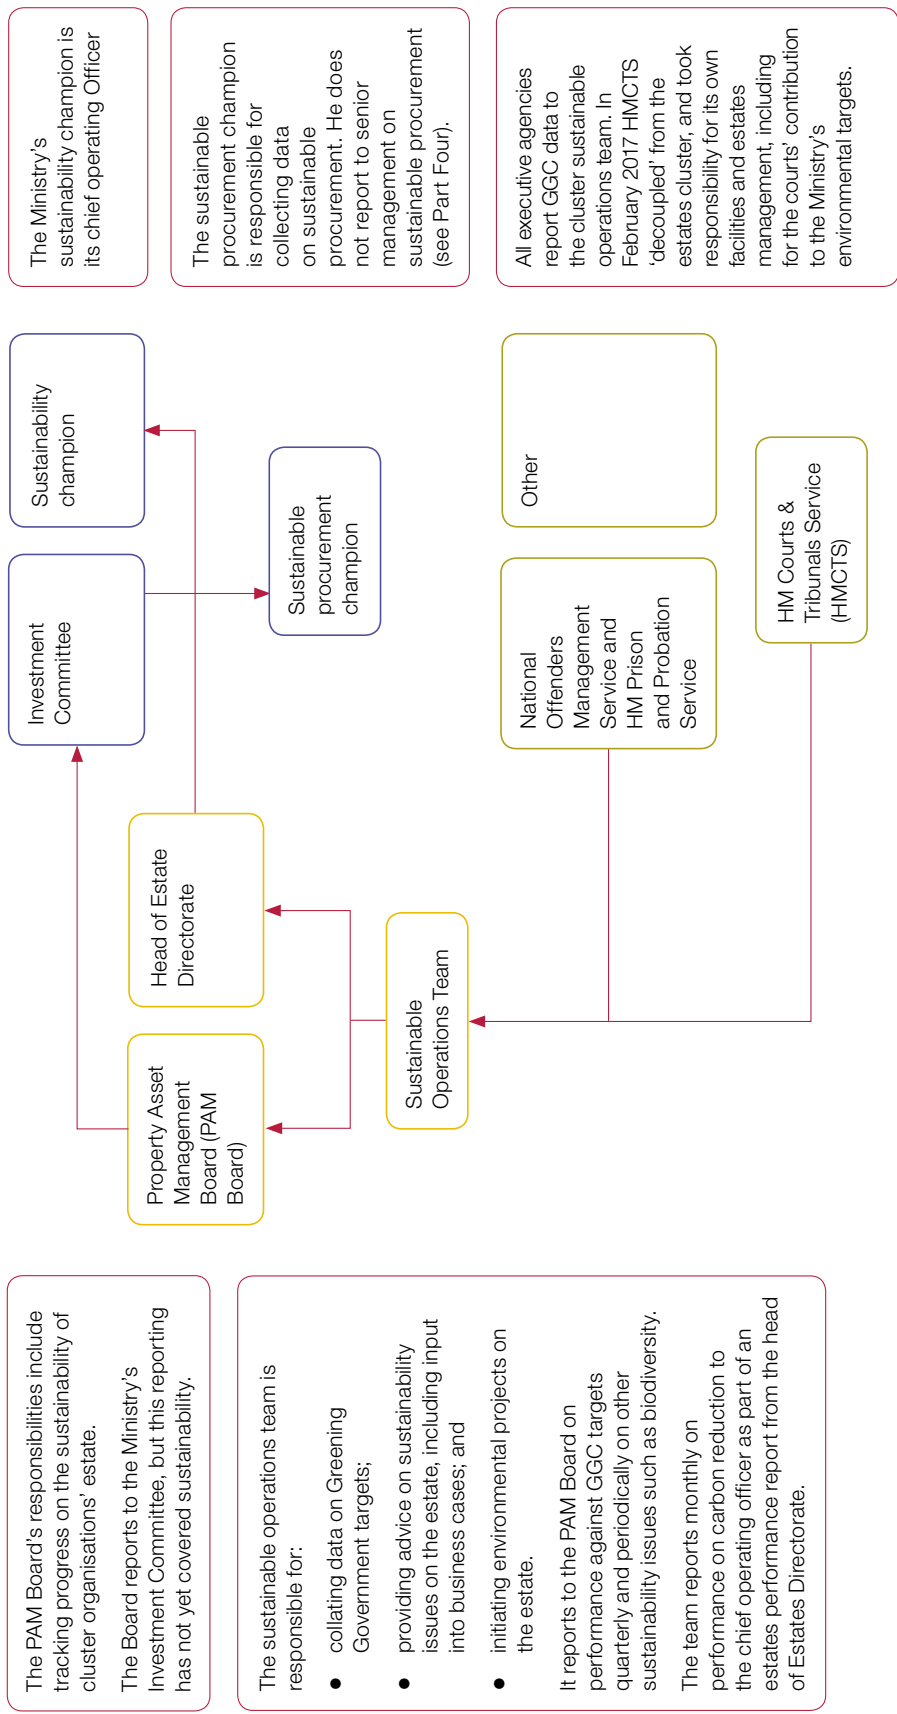 The PAM Board's responsibilities include
tracking progress on the sustainability of
cluster organisations' estate.
The Board reports to the Ministry's
Investment Committee, but this reporting
has not yet covered sustainability.
The sustainable operations team is
responsible for:
● collating data on Greening
Government targets;
● providing advice on sustainability
issues on the estate, including input
into business cases; and
● initiating environmental projects on
the estate.
It reports to the PAM Board on
performance against GGC targets
quarterly and periodically on other
sustainability issues such as biodiversity.
The team reports monthly on
performance on carbon reduction to
the chief operating officer as part of an
estates performance report from the head
of Estates Directorate.
Investment
Committee
Sustainability
champion
Property Asset
Management
Board (PAM
Board)
Head of Estate
Directorate
Sustainable
procurement
champion
Sustainable
Operations Team
National
Offenders
Management
Service and
HM Prison
and Probation
Service
Other
HM Courts &
Tribunals Service
(HMCTS)
The Ministry's
sustainability champion is
its chief operating Officer
The sustainable
procurement champion
is responsible for
collecting data
on sustainable
procurement. He does
not report to senior
management on
sustainable procurement
(see Part Four).
All executive agencies
report GGC data to
the cluster sustainable
operations team. In
February 2017 HMCTS
'decoupled' from the
estates cluster, and took
responsibility for its own
facilities and estates
management, including
for the courts' contribution
to the Ministry's
environmental targets.